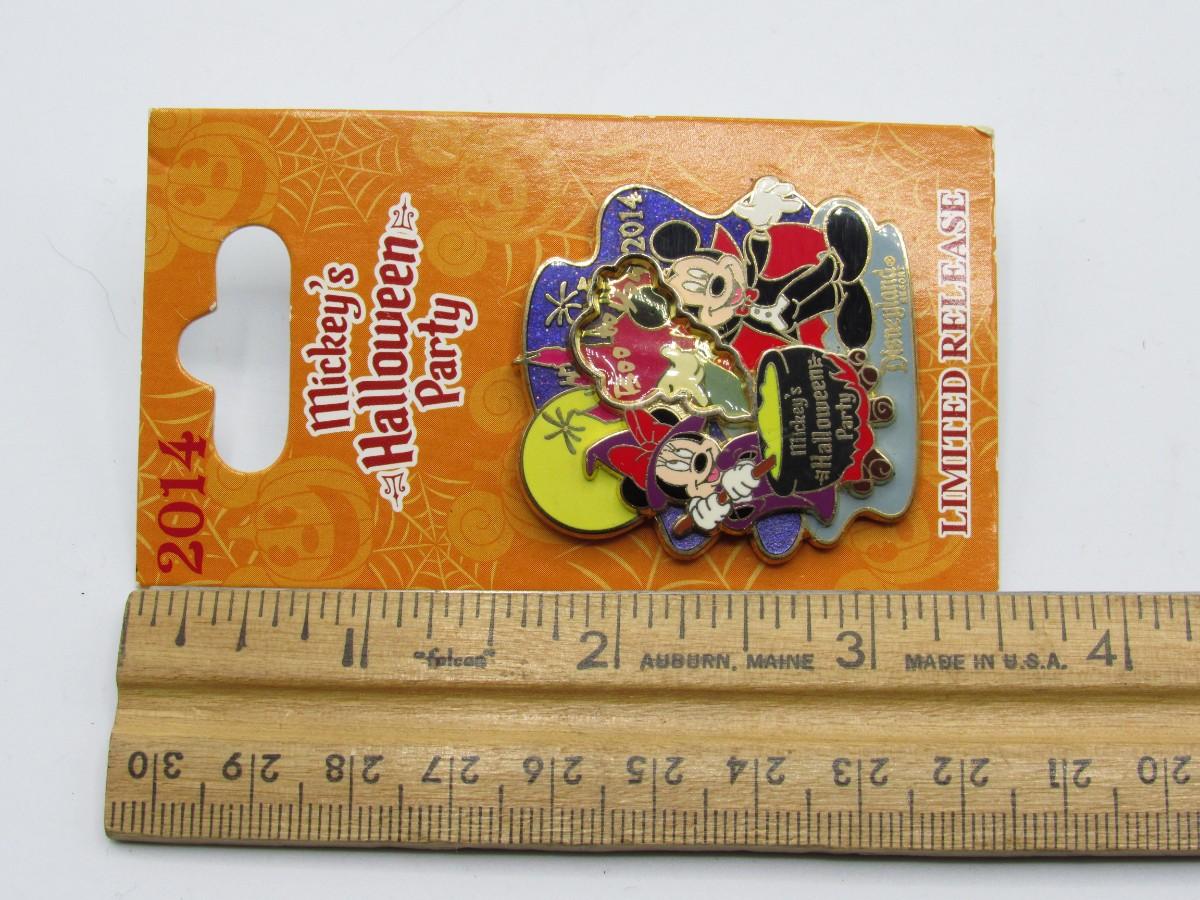 2014
Mickey's
Halloween
Party
2014
Disneyland®
RESORT
Mickey's
Halloween
Party
LIMITED RELEASE
1 "falcon" 2 AUBURN, MAINE 3 MADE IN U.S.A. 4
30 29 28 27 26 25 24 23 22 21 20